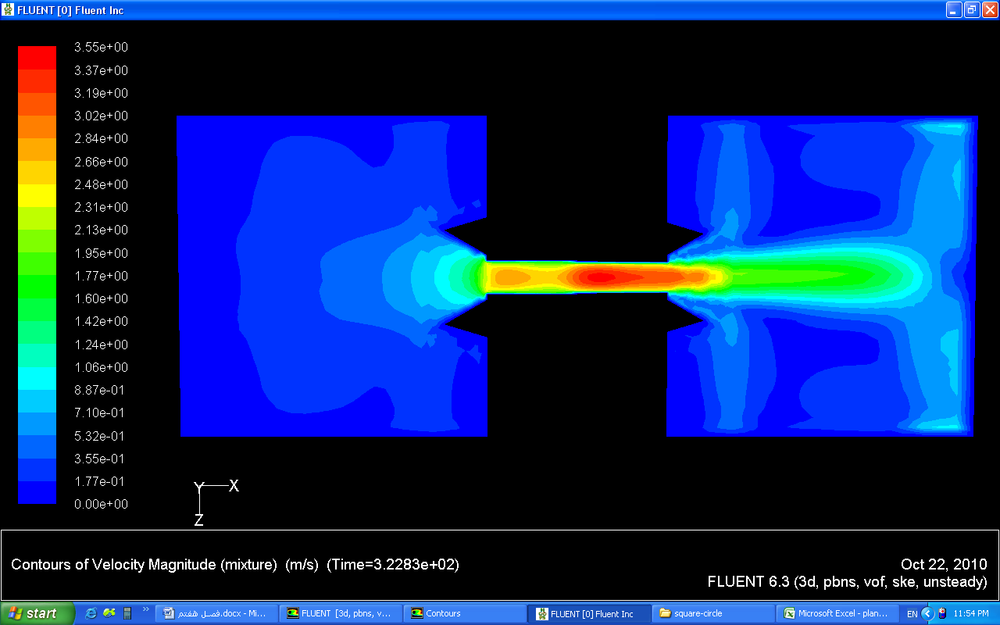 FLUENT [0] Fluent Inc
3.55e+00
3.37e+00
3.19e+00
3.02e+00
2.84e+00
2.66e+00
2.48e+00
2.31e+00
2.13e+00
1.95e+00
1.77e+00
1.60e+00
1.42e+00
1.24e+00
1.06e+00
8.87e-01
7.10e-01
5.32e-01
3.55e-01
1.77e-01
0.00e+00
Y
X
Z
Contours of Velocity Magnitude (mixture) (m/s) (Time=3.2283e+02)
Oct 22, 2010
FLUENT 6.3 (3d, pbns, vof, ske, unsteady)
start
فصل هفتم.docx - Mi...
FLUENT [3d, pbns, v...
Contours
FLUENT [0] Fluent Inc
square-circle
Microsoft Excel - plan...
EN
11:54 PM